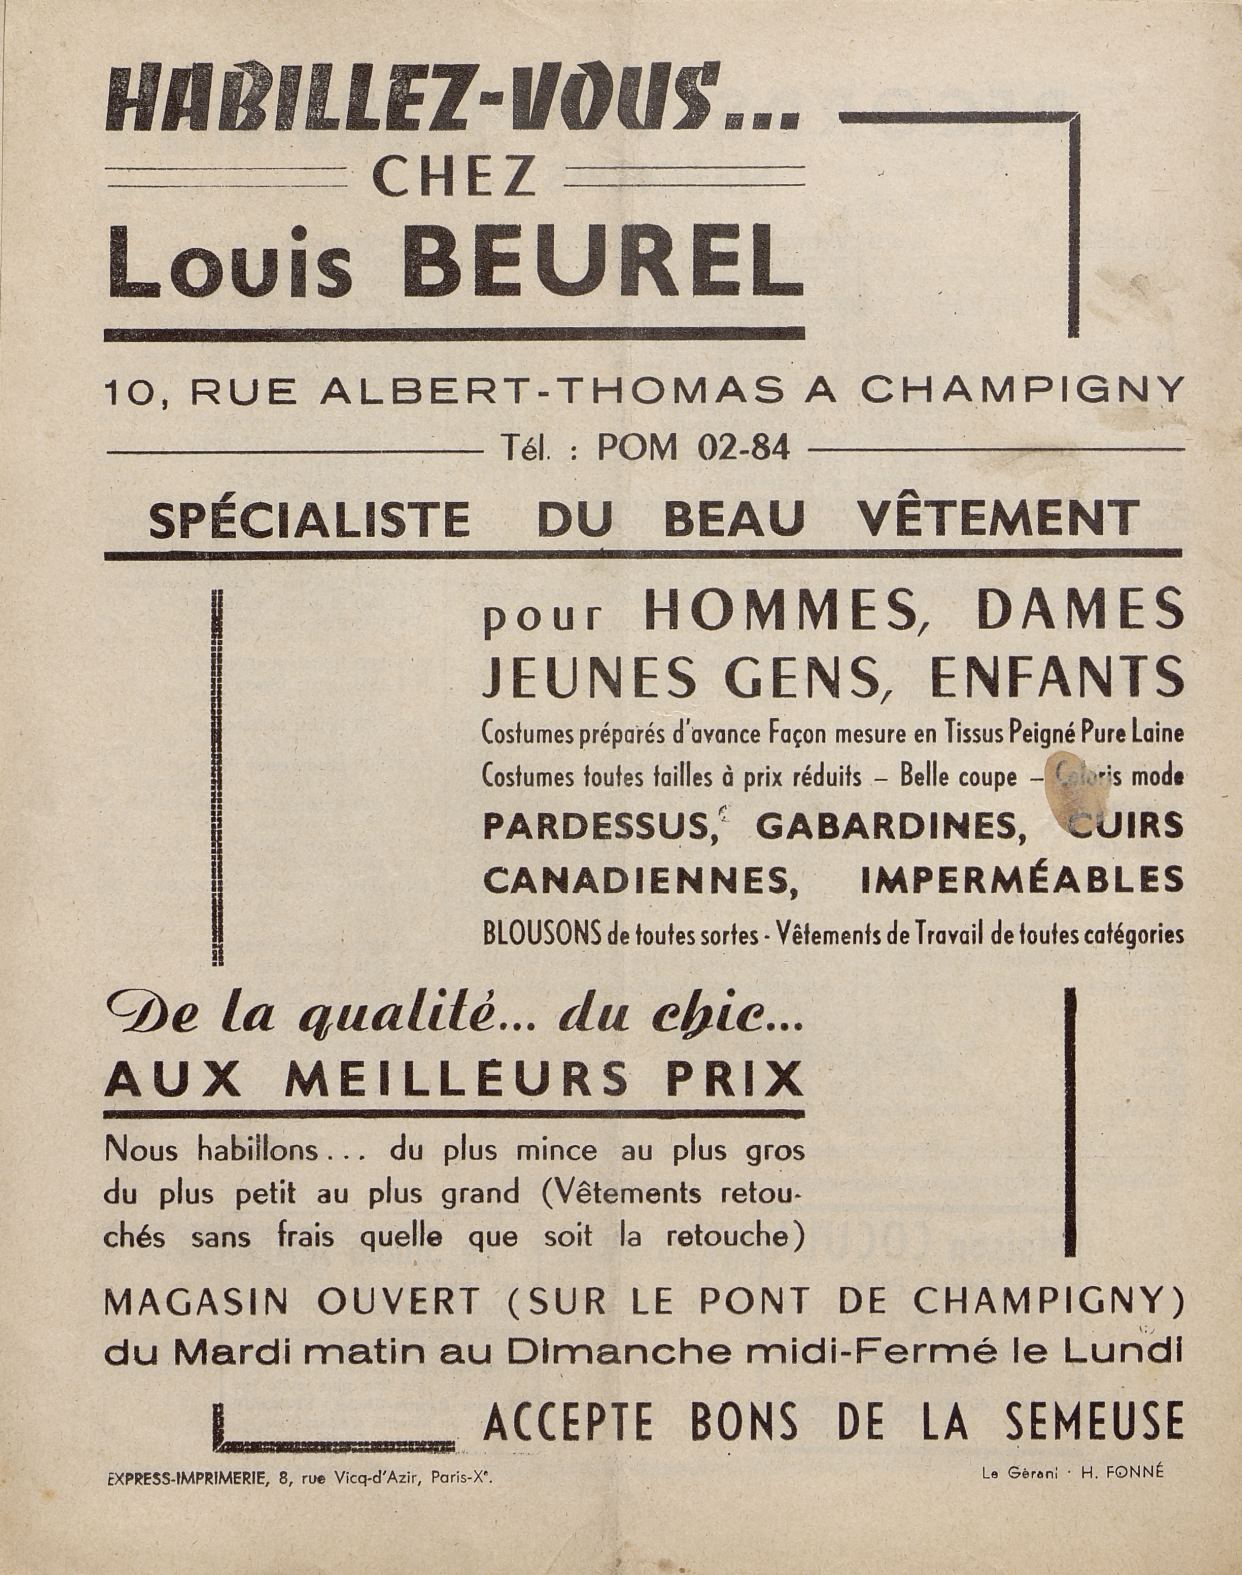 HABILLEZ-VOUS...
CHEZ
Louis BEUREL
10, RUE ALBERT-THOMAS A CHAMPIGNY
Tél. : POM 02-84
SPÉCIALISTE DU BEAU VÊTEMENT
pour HOMMES, DAMES
JEUNES GENS, ENFANTS
Costumes préparés d'avance Façon mesure en Tissus Peigné Pure Laine
Costumes toutes tailles à prix réduits – Belle coupe – Coloris mode
PARDESSUS, GABARDINES, CUIRS
CANADIENNES, IMPERMÉABLES
BLOUSONS de toutes sortes - Vêtements de Travail de toutes catégories
De la qualité... du chic...
AUX MEILLEURS PRIX
Nous habillons... du plus mince au plus gros
du plus petit au plus grand (Vêtements retou-
chés sans frais quelle que soit la retouche)
MAGASIN OUVERT (SUR LE PONT DE CHAMPIGNY)
du Mardi matin au Dimanche midi-Fermé le Lundi
ACCEPTE BONS DE LA SEMEUSE
EXPRESS-IMPRIMERIE, 8, rue Vicq-d'Azir, Paris-Xe.
Le Gérant · H. FONNÉ